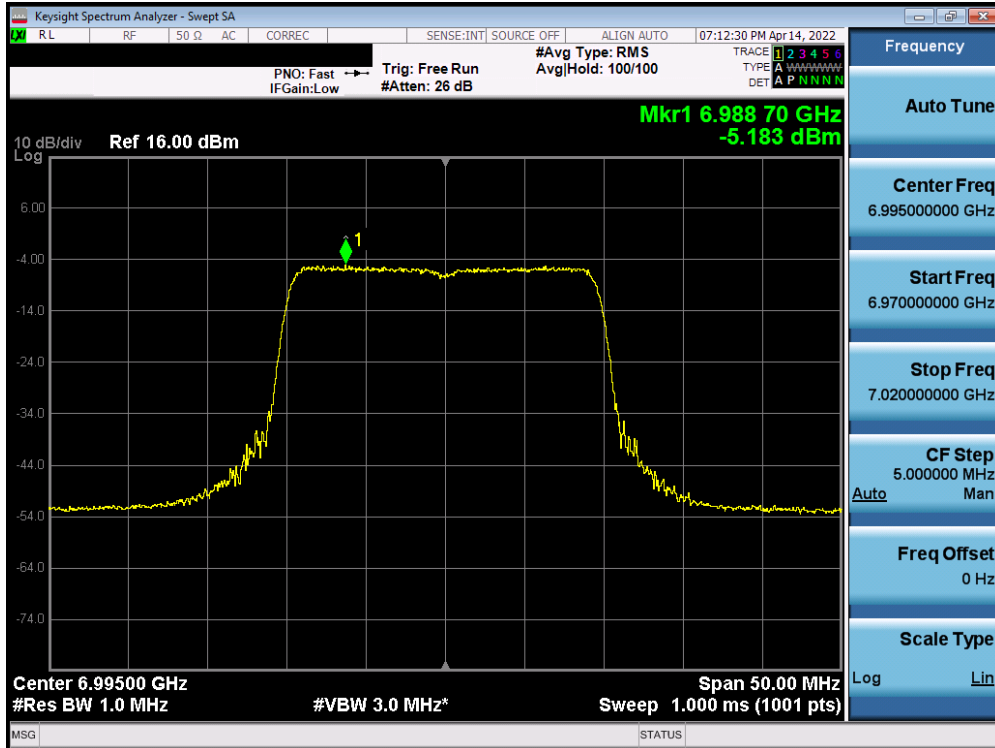 Keysight Spectrum Analyzer - Swept SA
LXI RL RF 50 Ω AC CORREC SENSE:INT SOURCE OFF ALIGN AUTO 07:12:30 PM Apr 14, 2022
PNO: Fast Trig: Free Run #Avg Type: RMS TRACE 1 2 3 4 5 6
IFGain:Low #Atten: 26 dB Avg|Hold: 100/100 TYPE A WWWWW
DET A P N N N N
Mkr1 6.988 70 GHz
-5.183 dBm
10 dB/div Ref 16.00 dBm
Log
1
6.00
-4.00
-14.0
-24.0
-34.0
-44.0
-54.0
-64.0
-74.0
Center 6.99500 GHz Span 50.00 MHz
#Res BW 1.0 MHz #VBW 3.0 MHz* Sweep 1.000 ms (1001 pts)
MSG STATUS
Frequency
Auto Tune
Center Freq
6.995000000 GHz
Start Freq
6.970000000 GHz
Stop Freq
7.020000000 GHz
CF Step
5.000000 MHz
Auto Man
Freq Offset
0 Hz
Scale Type
Log Lin